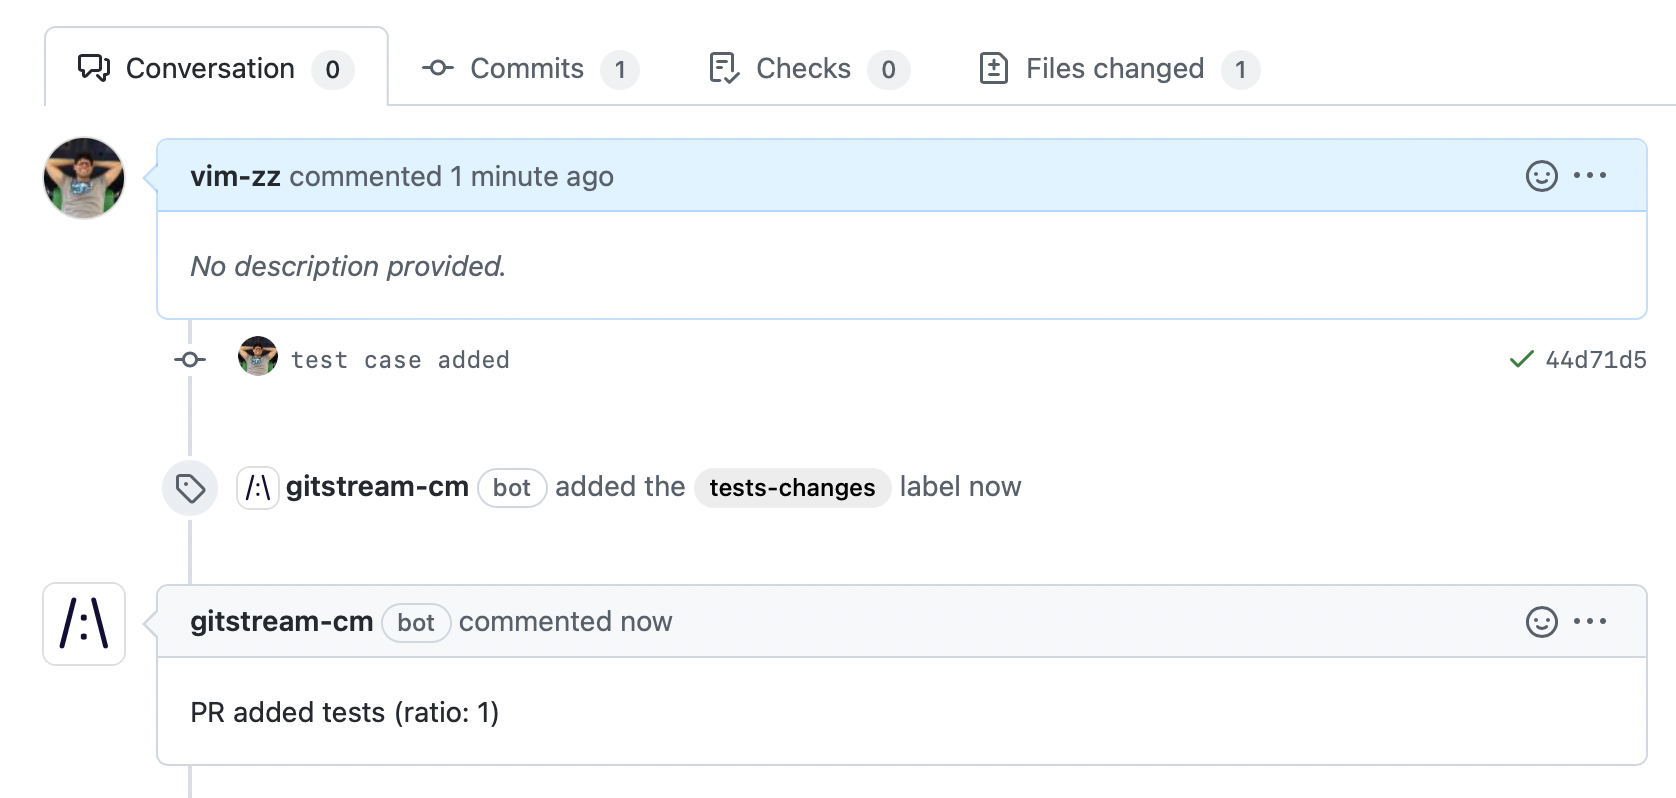 Conversation 0 Commits 1 Checks 0 Files changed 1
vim-zz commented 1 minute ago
No description provided.
test case added 44d71d5
/:\ gitstream-cm bot added the tests-changes label now
/:\ gitstream-cm bot commented now
PR added tests (ratio: 1)